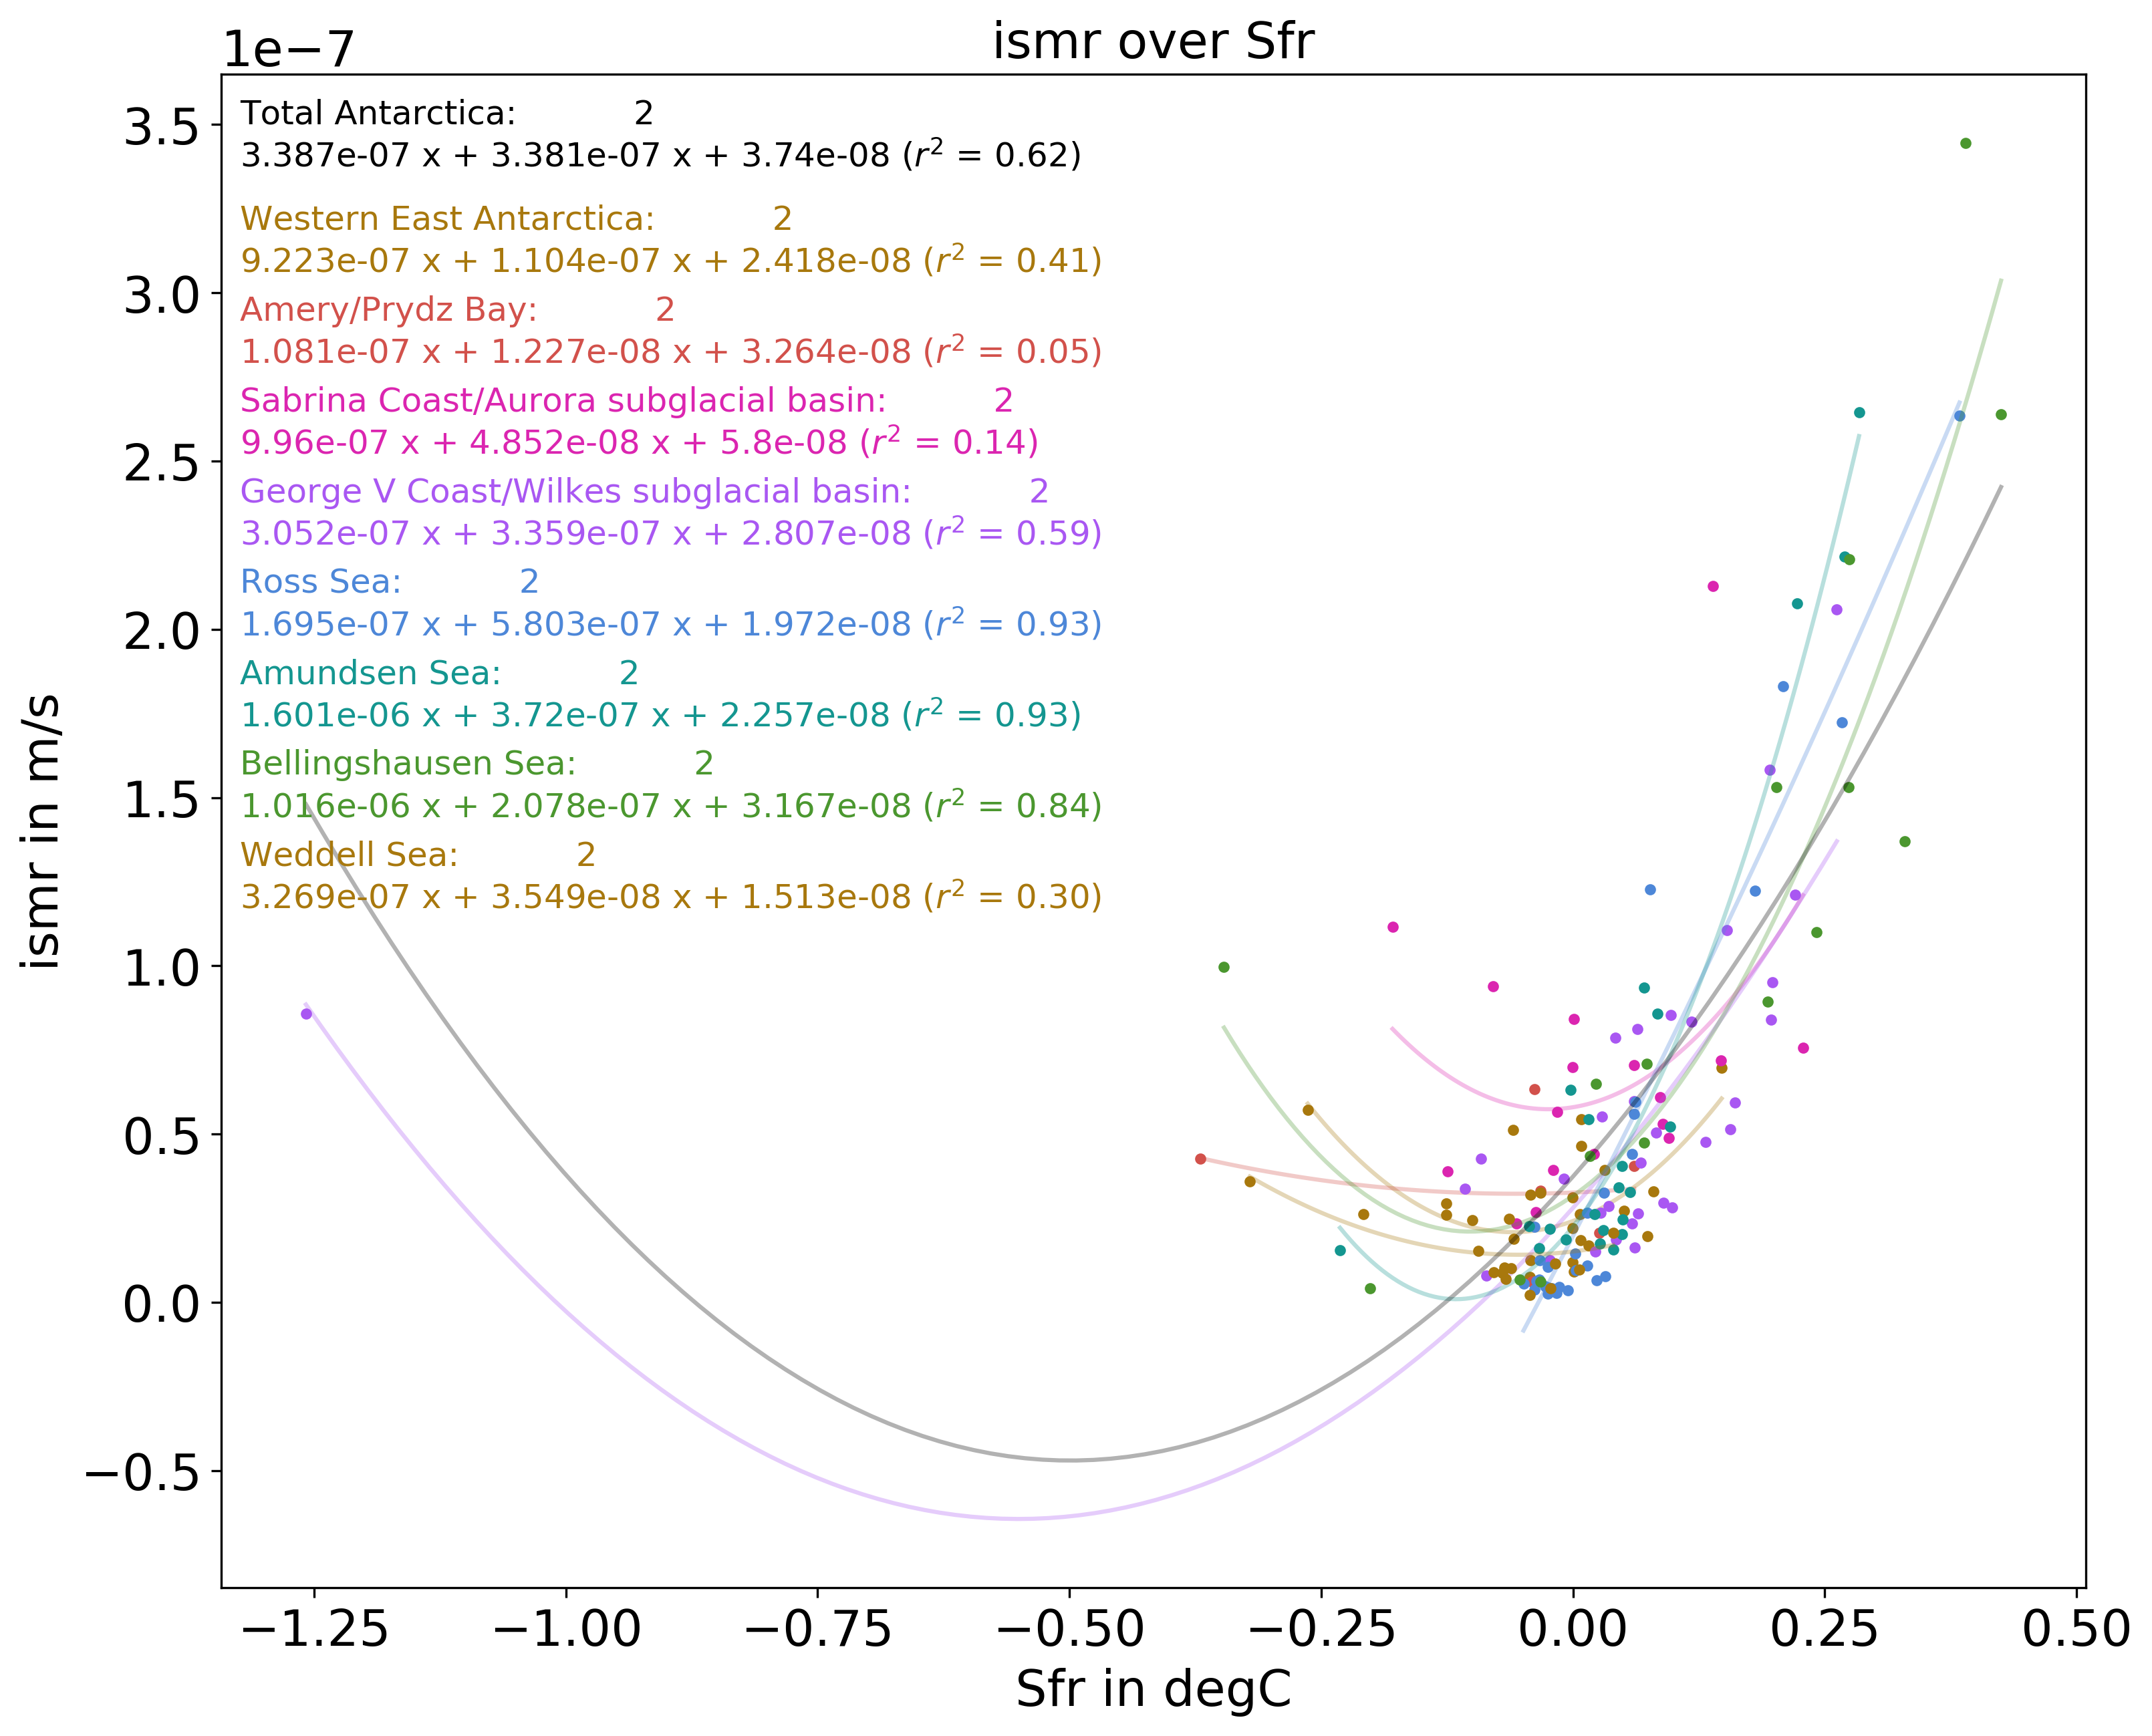 ismr over Sfr
1e−7
Total Antarctica: 2
3.387e-07 x + 3.381e-07 x + 3.74e-08 (r² = 0.62)
Western East Antarctica: 2
9.223e-07 x + 1.104e-07 x + 2.418e-08 (r² = 0.41)
Amery/Prydz Bay: 2
1.081e-07 x + 1.227e-08 x + 3.264e-08 (r² = 0.05)
Sabrina Coast/Aurora subglacial basin: 2
9.96e-07 x + 4.852e-08 x + 5.8e-08 (r² = 0.14)
George V Coast/Wilkes subglacial basin: 2
3.052e-07 x + 3.359e-07 x + 2.807e-08 (r² = 0.59)
Ross Sea: 2
1.695e-07 x + 5.803e-07 x + 1.972e-08 (r² = 0.93)
Amundsen Sea: 2
1.601e-06 x + 3.72e-07 x + 2.257e-08 (r² = 0.93)
Bellingshausen Sea: 2
1.016e-06 x + 2.078e-07 x + 3.167e-08 (r² = 0.84)
Weddell Sea: 2
3.269e-07 x + 3.549e-08 x + 1.513e-08 (r² = 0.30)
3.5
3.0
2.5
2.0
1.5
1.0
0.5
0.0
−0.5
ismr in m/s
−1.25 −1.00 −0.75 −0.50 −0.25 0.00 0.25 0.50
Sfr in degC